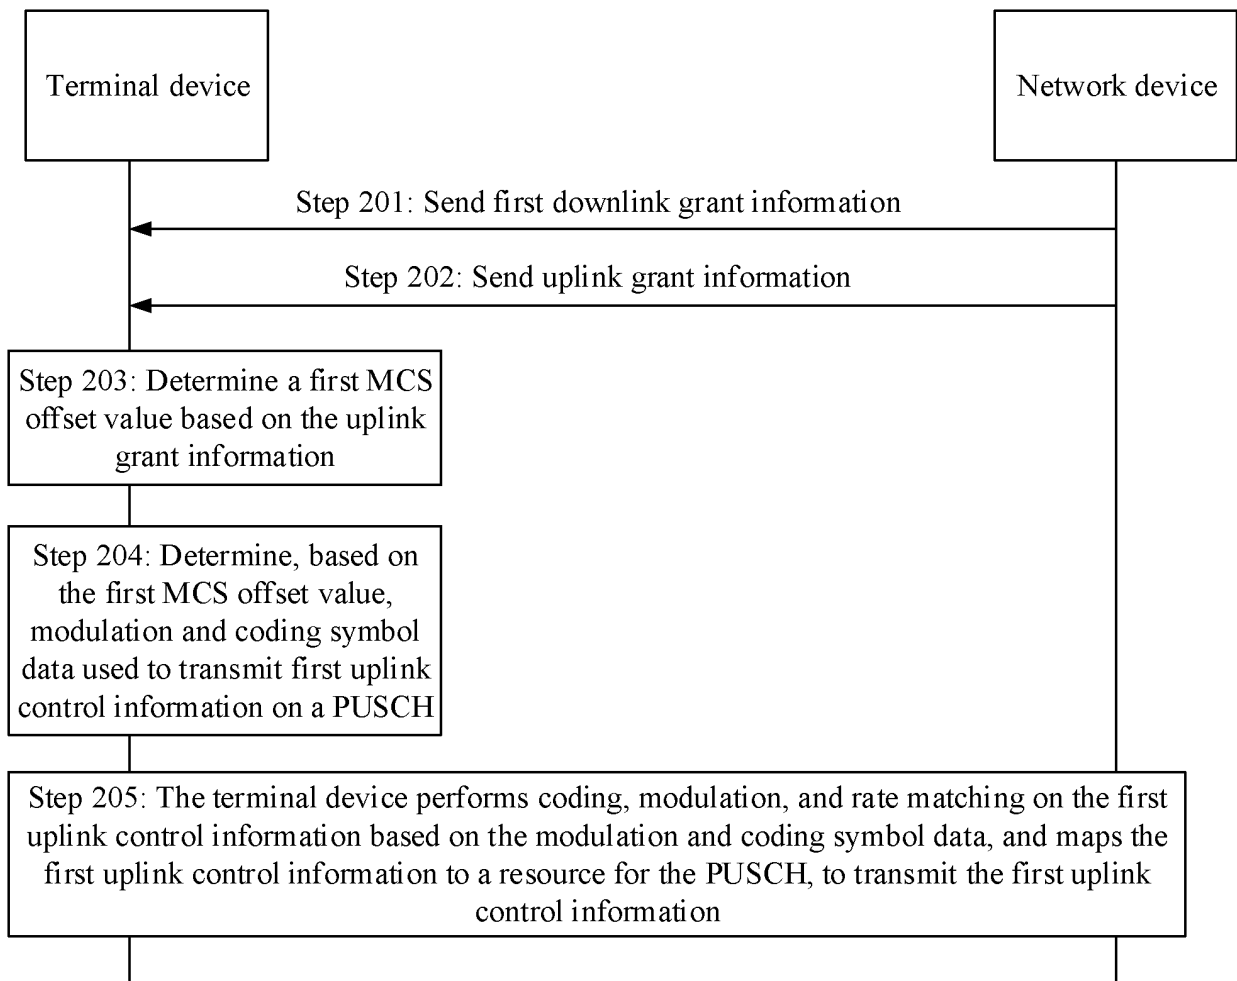 Terminal device
Network device
Step 201: Send first downlink grant information
Step 202: Send uplink grant information
Step 203: Determine a first MCS
offset value based on the uplink
grant information
Step 204: Determine, based on
the first MCS offset value,
modulation and coding symbol
data used to transmit first uplink
control information on a PUSCH
Step 205: The terminal device performs coding, modulation, and rate matching on the first
uplink control information based on the modulation and coding symbol data, and maps the
first uplink control information to a resource for the PUSCH, to transmit the first uplink
control information